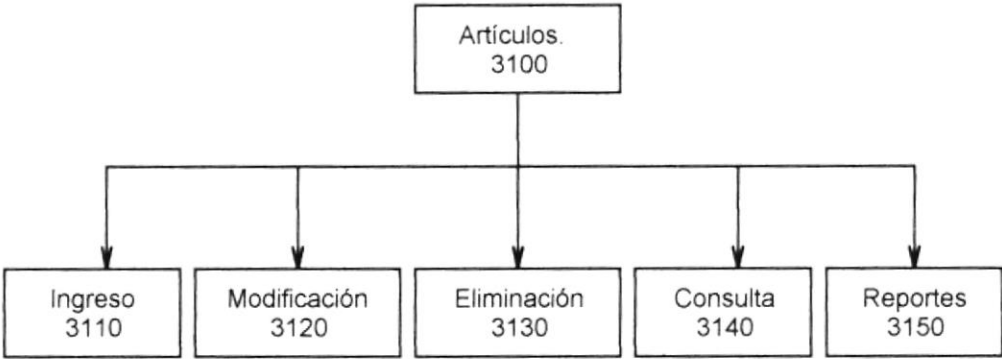 Artículos.
3100
Ingreso
3110
Modificación
3120
Eliminación
3130
Consulta
3140
Reportes
3150